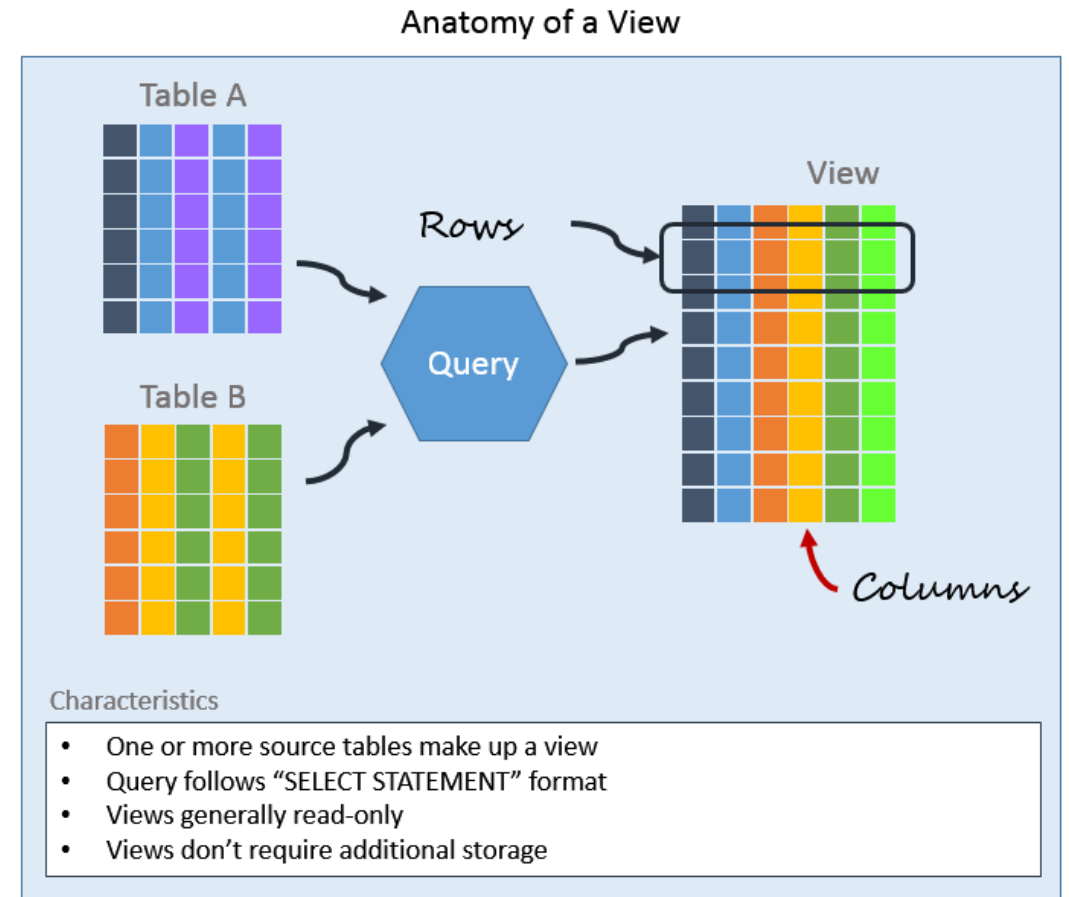 Anatomy of a View
Table A
View
Rows
Query
Table B
Columns
Characteristics
• One or more source tables make up a view
• Query follows “SELECT STATEMENT” format
• Views generally read-only
• Views don’t require additional storage